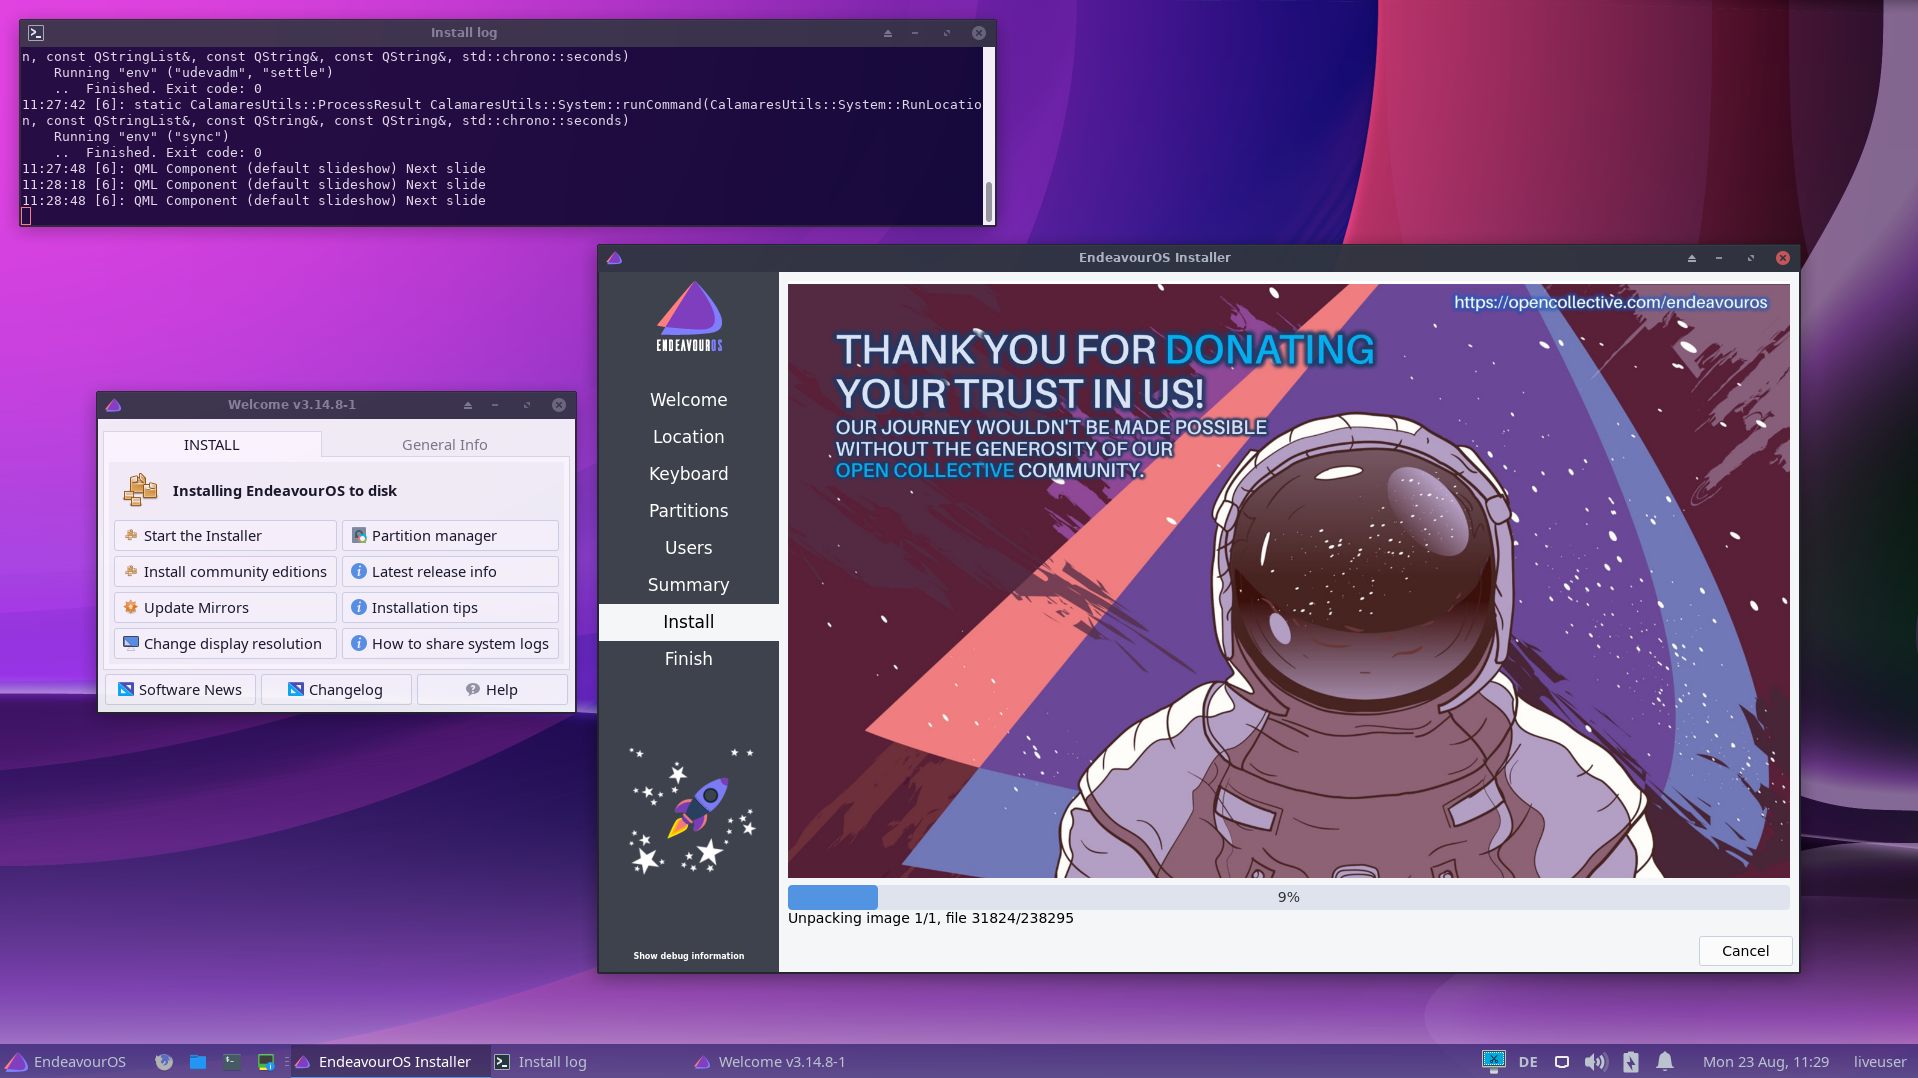 Install log
n, const QStringList&, const QString&, const QString&, std::chrono::seconds)
Running "env" ("udevadm", "settle")
.. Finished. Exit code: 0
11:27:42 [6]: static CalamaresUtils::ProcessResult CalamaresUtils::System::runCommand(CalamaresUtils::System::RunLocatio
n, const QStringList&, const QString&, const QString&, std::chrono::seconds)
Running "env" ("sync")
.. Finished. Exit code: 0
11:27:48 [6]: QML Component (default slideshow) Next slide
11:28:18 [6]: QML Component (default slideshow) Next slide
11:28:48 [6]: QML Component (default slideshow) Next slide
Welcome v3.14.8-1
INSTALL
General Info
Installing EndeavourOS to disk
Start the Installer
Partition manager
Install community editions
Latest release info
Update Mirrors
Installation tips
Change display resolution
How to share system logs
Software News
Changelog
Help
EndeavourOS Installer
ENDEAVOUROS
Welcome
Location
Keyboard
Partitions
Users
Summary
Install
Finish
Show debug information
https://opencollective.com/endeavouros
THANK YOU FOR DONATING
YOUR TRUST IN US!
OUR JOURNEY WOULDN'T BE MADE POSSIBLE
WITHOUT THE GENEROSITY OF OUR
OPEN COLLECTIVE COMMUNITY.
9%
Unpacking image 1/1, file 31824/238295
Cancel
EndeavourOS
EndeavourOS Installer
Install log
Welcome v3.14.8-1
DE
Mon 23 Aug, 11:29
liveuser